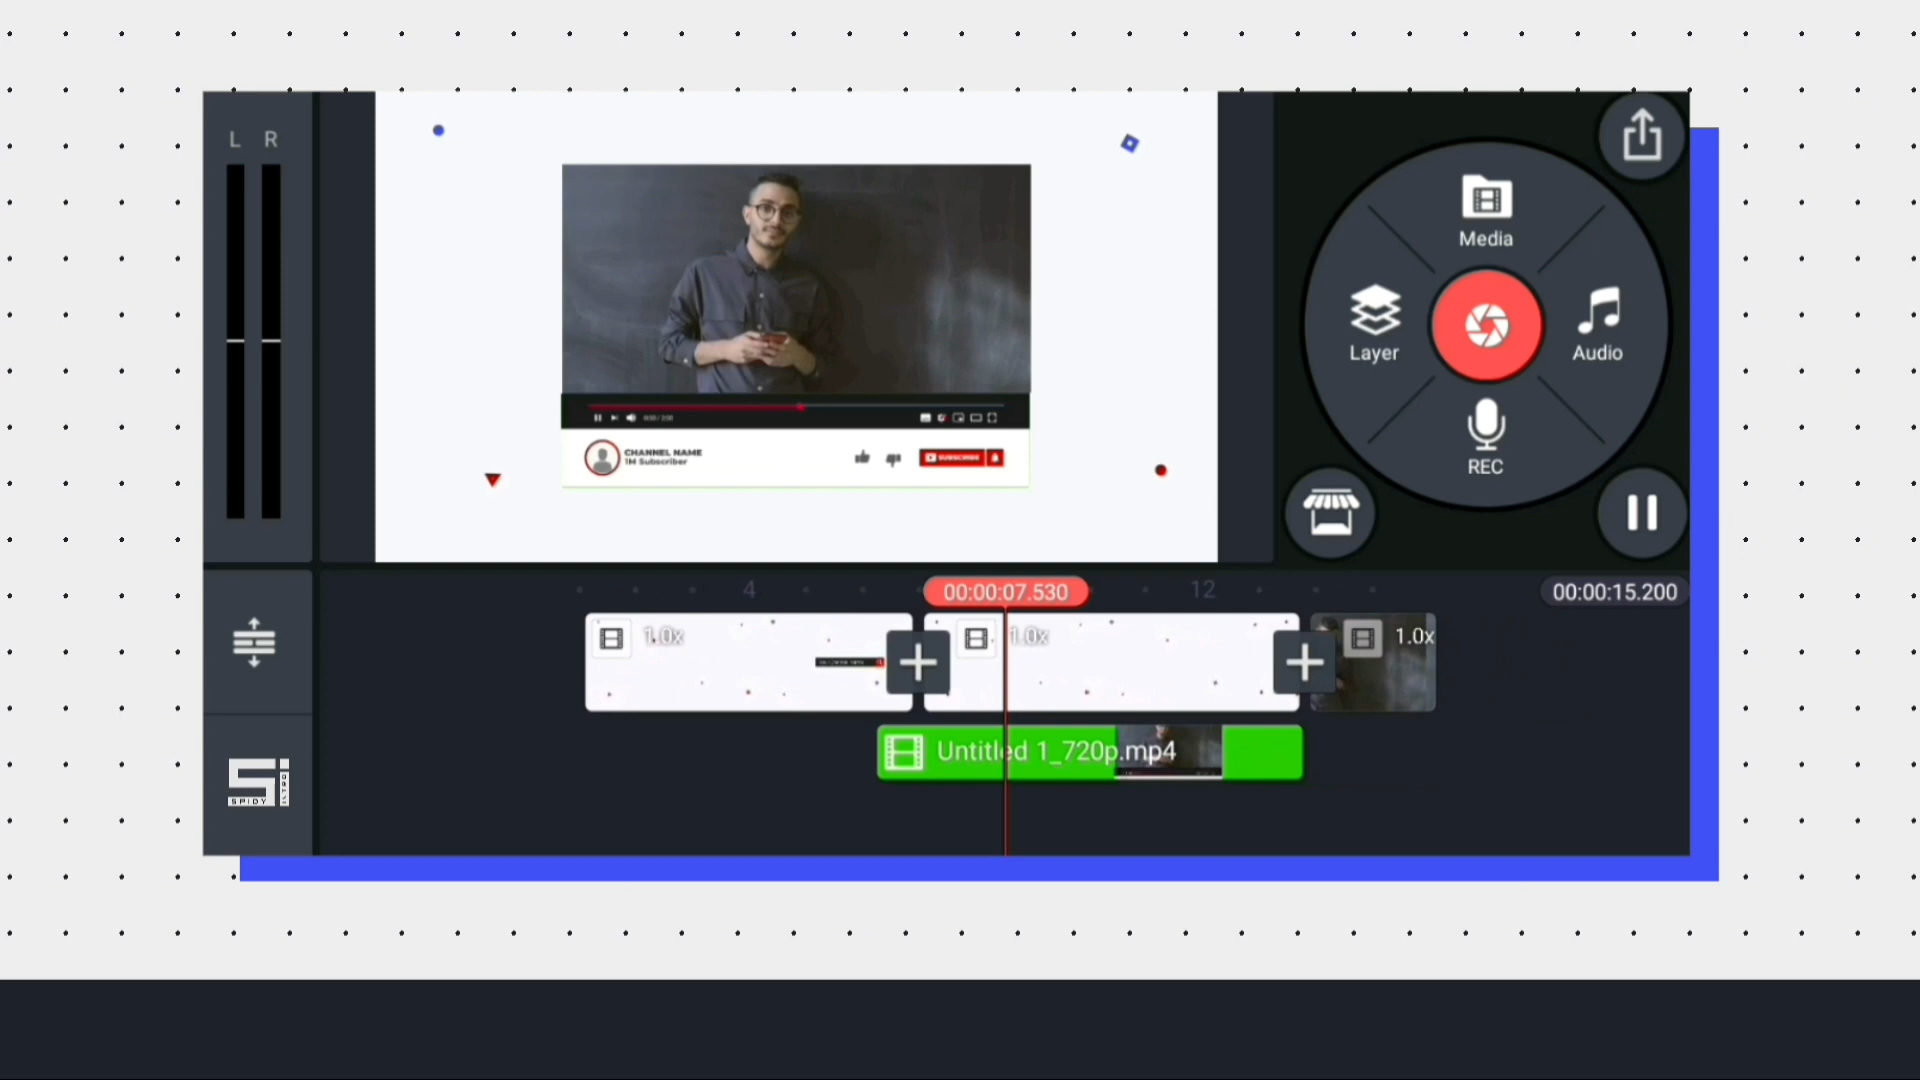 L R
Media
Layer
Audio
REC
CHANNEL NAME
1M Subscriber
SUBSCRIBE
4
00:00:07.530
12
00:00:15.200
1.0x
1.0x
1.0x
Untitled 1_720p.mp4
SPIDY